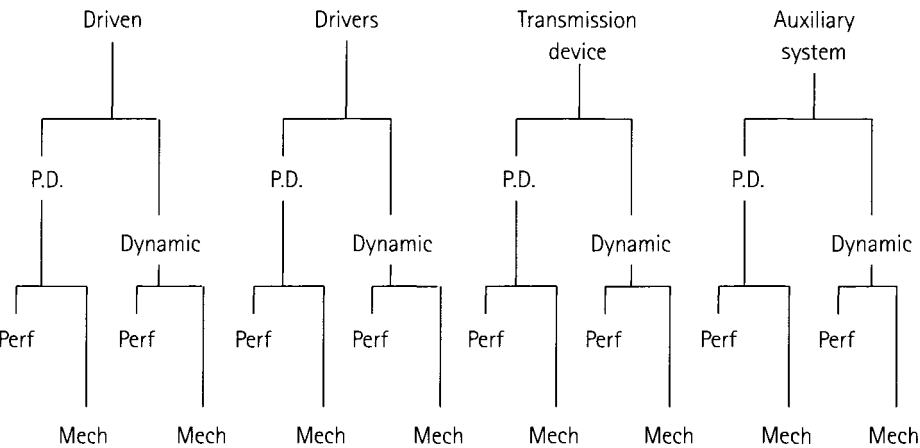 Driven Drivers Transmission device Auxiliary system
P.D. P.D. P.D. P.D.
Dynamic Dynamic Dynamic Dynamic
Perf Perf Perf Perf Perf Perf Perf Perf
Mech Mech Mech Mech Mech Mech Mech Mech